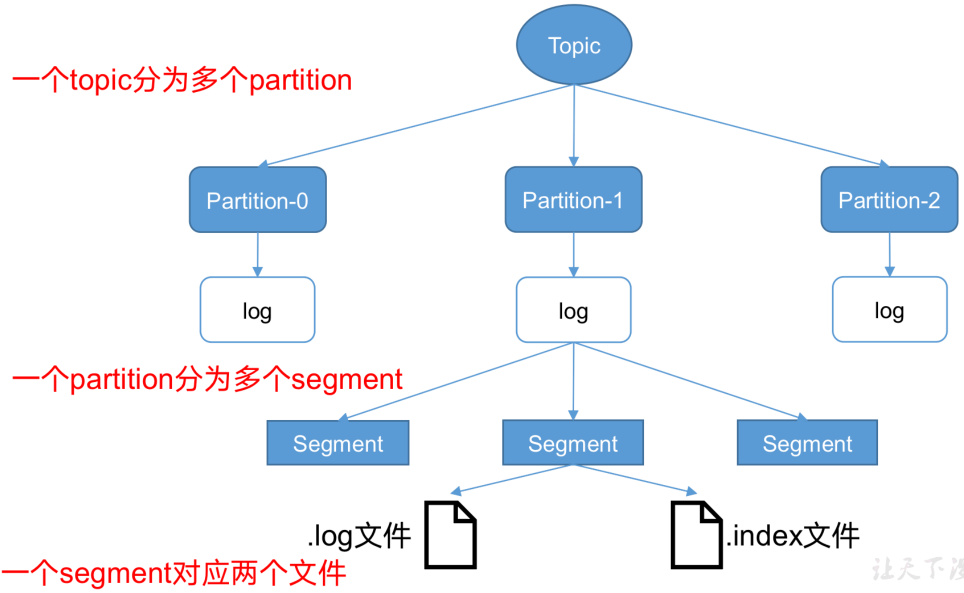 Topic
一个topic分为多个partition
Partition-0
Partition-1
Partition-2
log
log
log
一个partition分为多个segment
Segment
Segment
Segment
.log文件
.index文件
一个segment对应两个文件
让天下